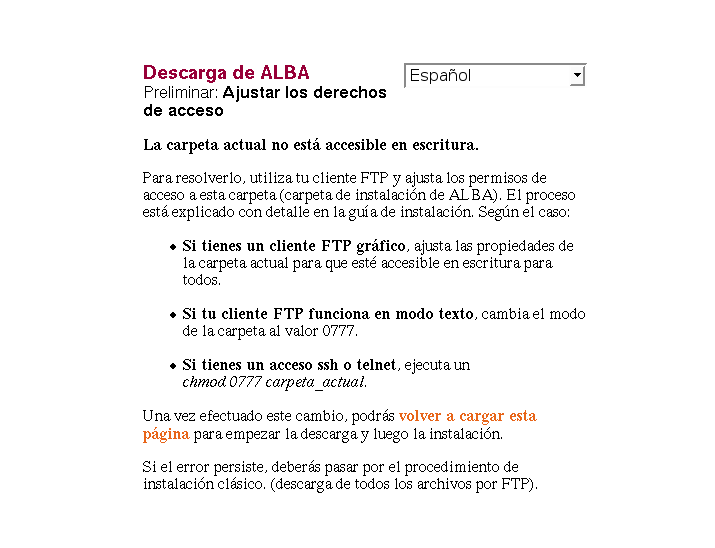 Descarga de ALBA
Español
Preliminar: Ajustar los derechos
de acceso
La carpeta actual no está accesible en escritura.
Para resolverlo, utiliza tu cliente FTP y ajusta los permisos de
acceso a esta carpeta (carpeta de instalación de ALBA). El proceso
está explicado con detalle en la guía de instalación. Según el caso:
Si tienes un cliente FTP gráfico, ajusta las propiedades de
la carpeta actual para que esté accesible en escritura para
todos.
Si tu cliente FTP funciona en modo texto, cambia el modo
de la carpeta al valor 0777.
Si tienes un acceso ssh o telnet, ejecuta un
chmod 0777 carpeta_actual.
Una vez efectuado este cambio, podrás volver a cargar esta
página para empezar la descarga y luego la instalación.
Si el error persiste, deberás pasar por el procedimiento de
instalación clásico. (descarga de todos los archivos por FTP).